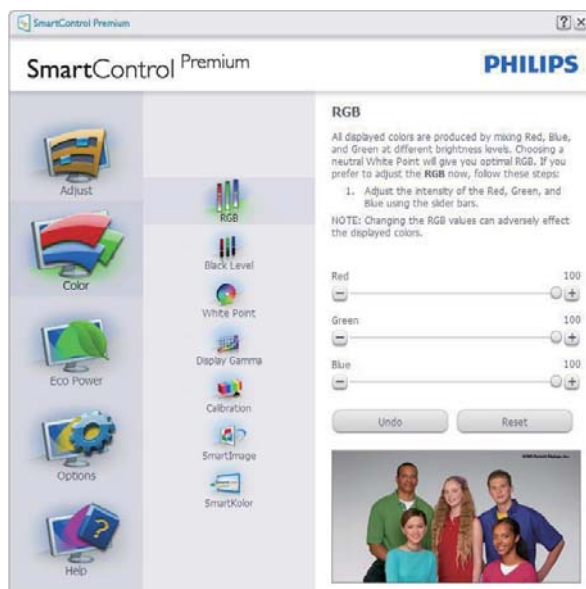 SmartControl Premium
SmartControl Premium
PHILIPS
Adjust
Color
Eco Power
Options
Help
RGB
Black Level
White Point
Display Gamma
Calibration
SmartImage
SmartKolor
RGB
All displayed colors are produced by mixing Red, Blue,
and Green at different brightness levels. Choosing a
neutral White Point will give you optimal RGB. If you
prefer to adjust the RGB now, follow these steps:
1. Adjust the intensity of the Red, Green, and
Blue using the slider bars.
NOTE: Changing the RGB values can adversely effect
the displayed colors.
Red 100
Green 100
Blue 100
Undo Reset